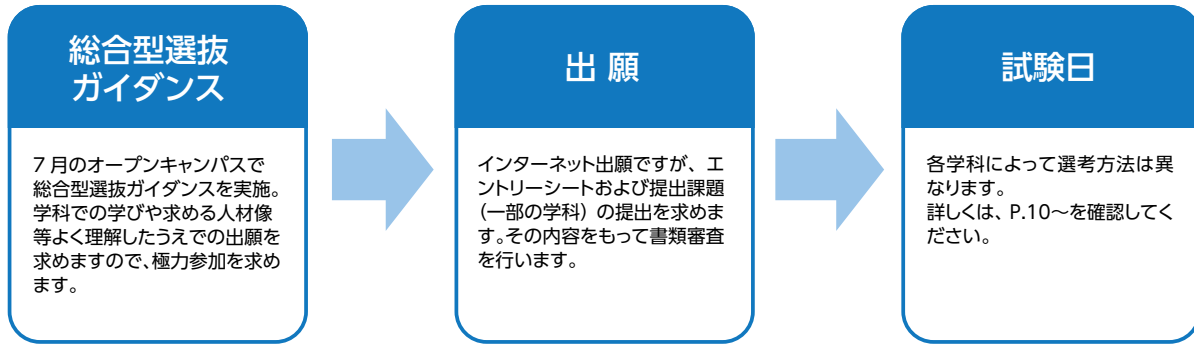 総合型選抜
ガイダンス
7 月のオープンキャンパスで
総合型選抜ガイダンスを実施。
学科での学びや求める人材像
等よく理解したうえでの出願を
求めますので、極力参加を求め
ます。
出 願
インターネット出願ですが、エ
ントリーシートおよび提出課題
(一部の学科) の提出を求めま
す。その内容をもって書類審査
を行います。
試験日
各学科によって選考方法は異
なります。
詳しくは、P.10～を確認してく
ださい。